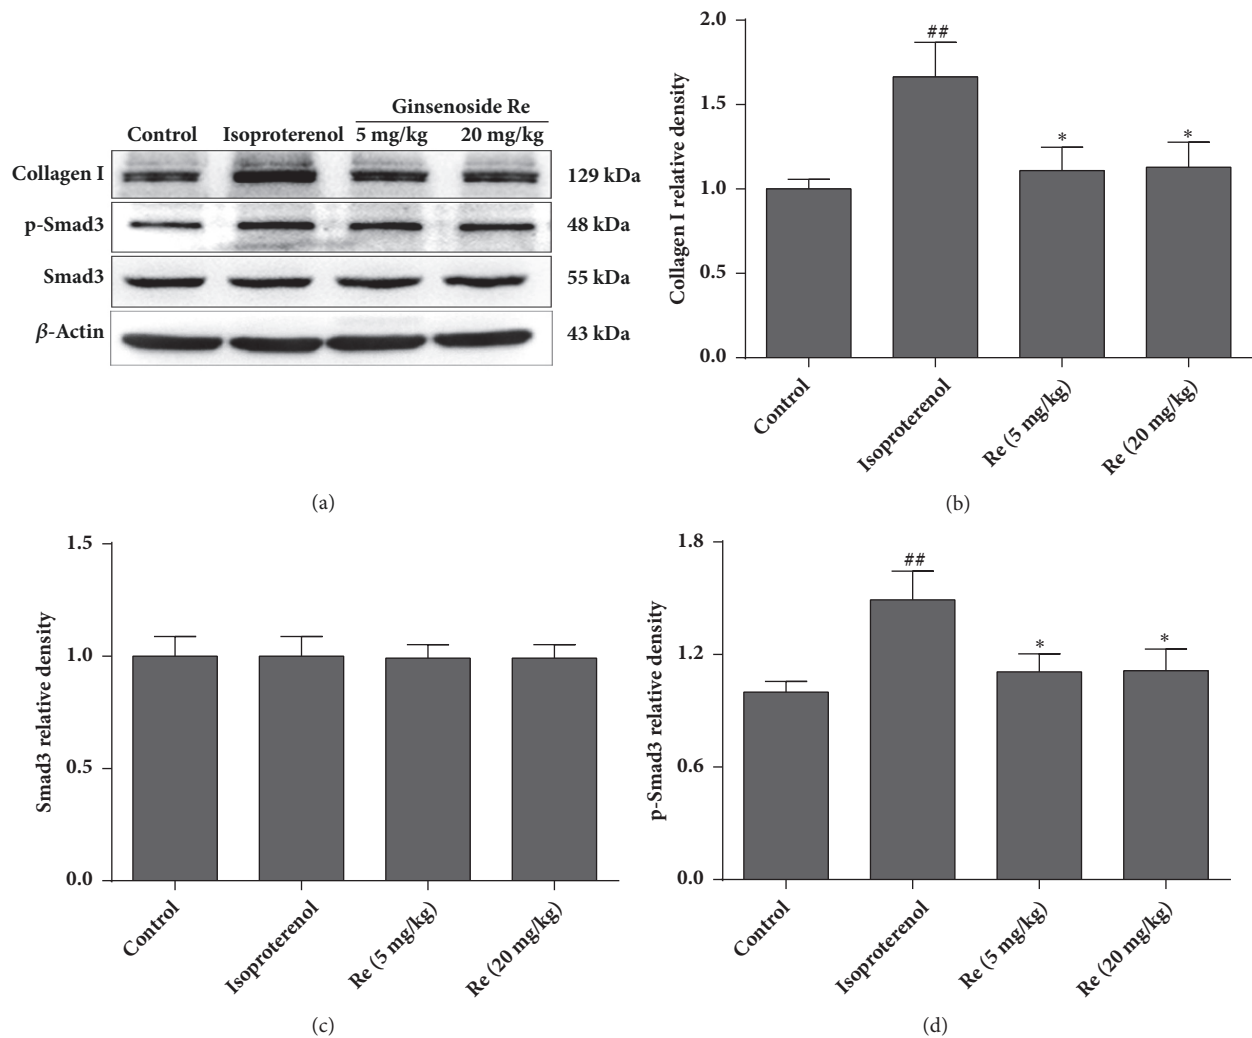 Ginsenoside Re
Control Isoproterenol 5 mg/kg 20 mg/kg
Collagen I 129 kDa
p-Smad3 48 kDa
Smad3 55 kDa
β-Actin 43 kDa
(a)
Collagen I relative density
2.0
1.5
1.0
0.5
0.0
##
*
*
Control
Isoproterenol
Re (5 mg/kg)
Re (20 mg/kg)
(b)
Smad3 relative density
1.5
1.0
0.5
0.0
Control
Isoproterenol
Re (5 mg/kg)
Re (20 mg/kg)
(c)
p-Smad3 relative density
1.8
1.2
0.6
0.0
##
*
*
Control
Isoproterenol
Re (5 mg/kg)
Re (20 mg/kg)
(d)